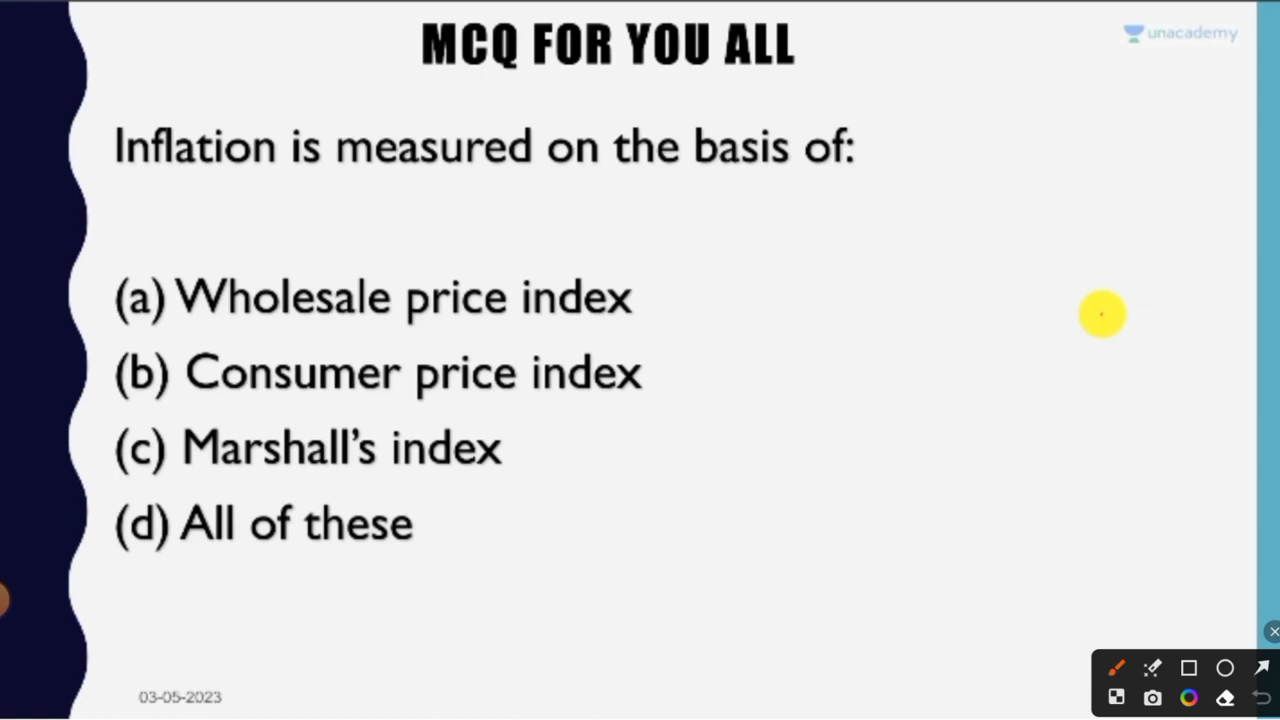 MCQ FOR YOU ALL
unacademy
Inflation is measured on the basis of:
(a) Wholesale price index
(b) Consumer price index
(c) Marshall’s index
(d) All of these
03-05-2023